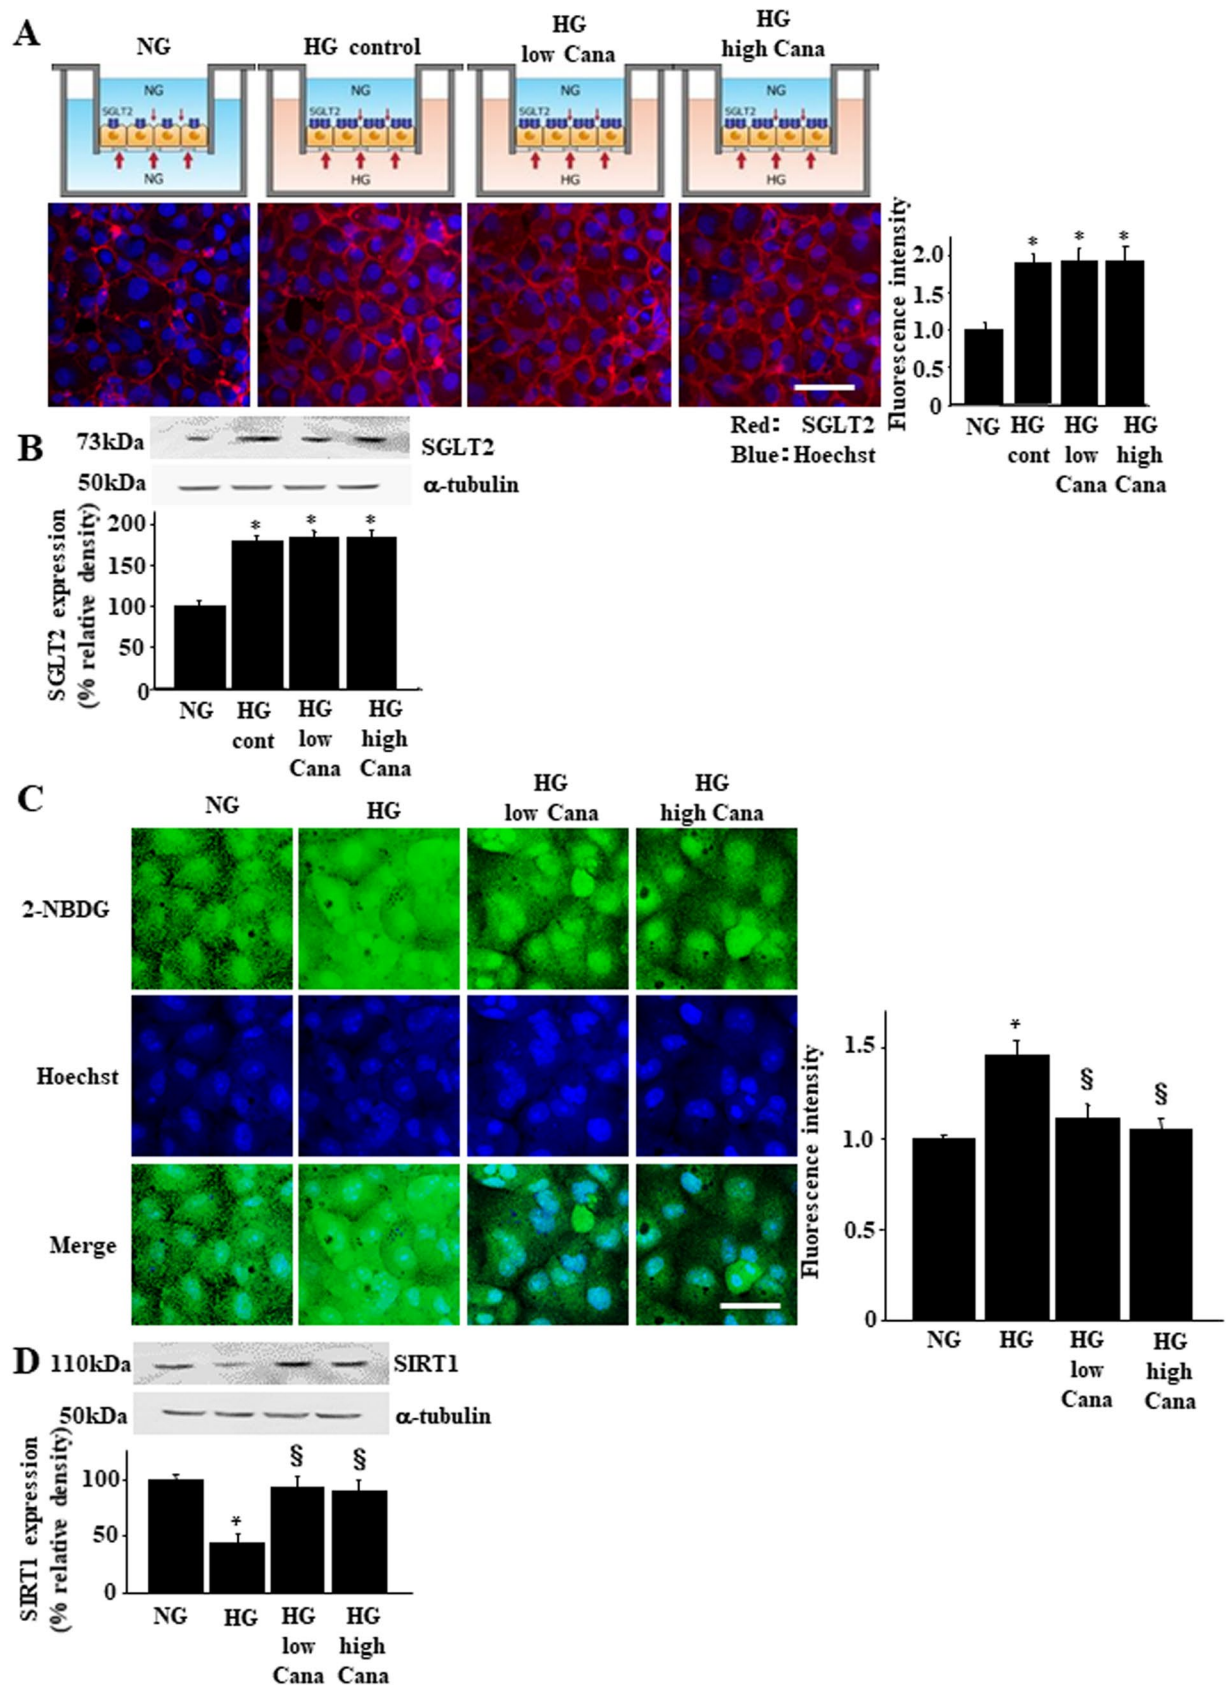 A
NG
HG control
HG
low Cana
HG
high Cana
NG
NG
NG
NG
SGLT2
SGLT2
SGLT2
SGLT2
NG
HG
HG
HG
Fluorescence intensity
2.0
1.5
1.0
0.5
0
*
*
*
NG
HG
cont
HG
low
Cana
HG
high
Cana
Red: SGLT2
Blue: Hoechst
B
73kDa
SGLT2
50kDa
α-tubulin
SGLT2 expression
(% relative density)
200
150
100
50
0
*
*
*
NG
HG
cont
HG
low
Cana
HG
high
Cana
C
NG
HG
HG
low Cana
HG
high Cana
2-NBDG
Hoechst
Merge
Fluorescence intensity
1.5
1.0
0.5
0
*
§
§
NG
HG
HG
low
Cana
HG
high
Cana
D
110kDa
SIRT1
50kDa
α-tubulin
SIRT1 expression
(% relative density)
100
50
0
*
§
§
NG
HG
HG
low
Cana
HG
high
Cana